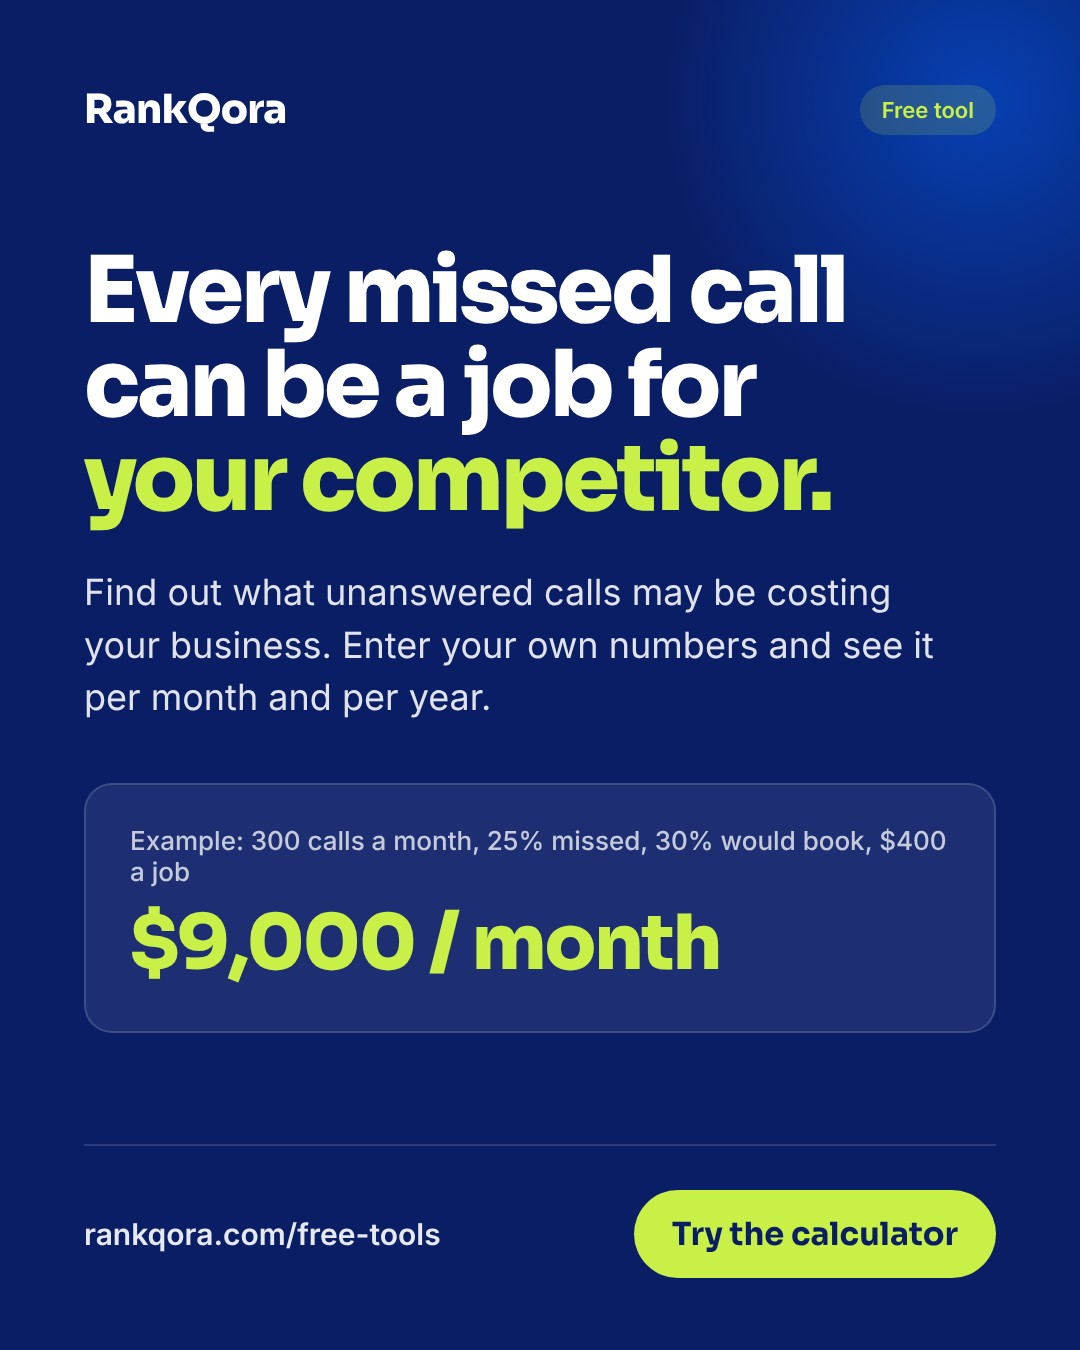 RankQora
Free tool
Every missed call
can be a job for
your competitor.
Find out what unanswered calls may be costing
your business. Enter your own numbers and see it
per month and per year.
Example: 300 calls a month, 25% missed, 30% would book, $400
a job
$9,000 / month
rankqora.com/free-tools
Try the calculator